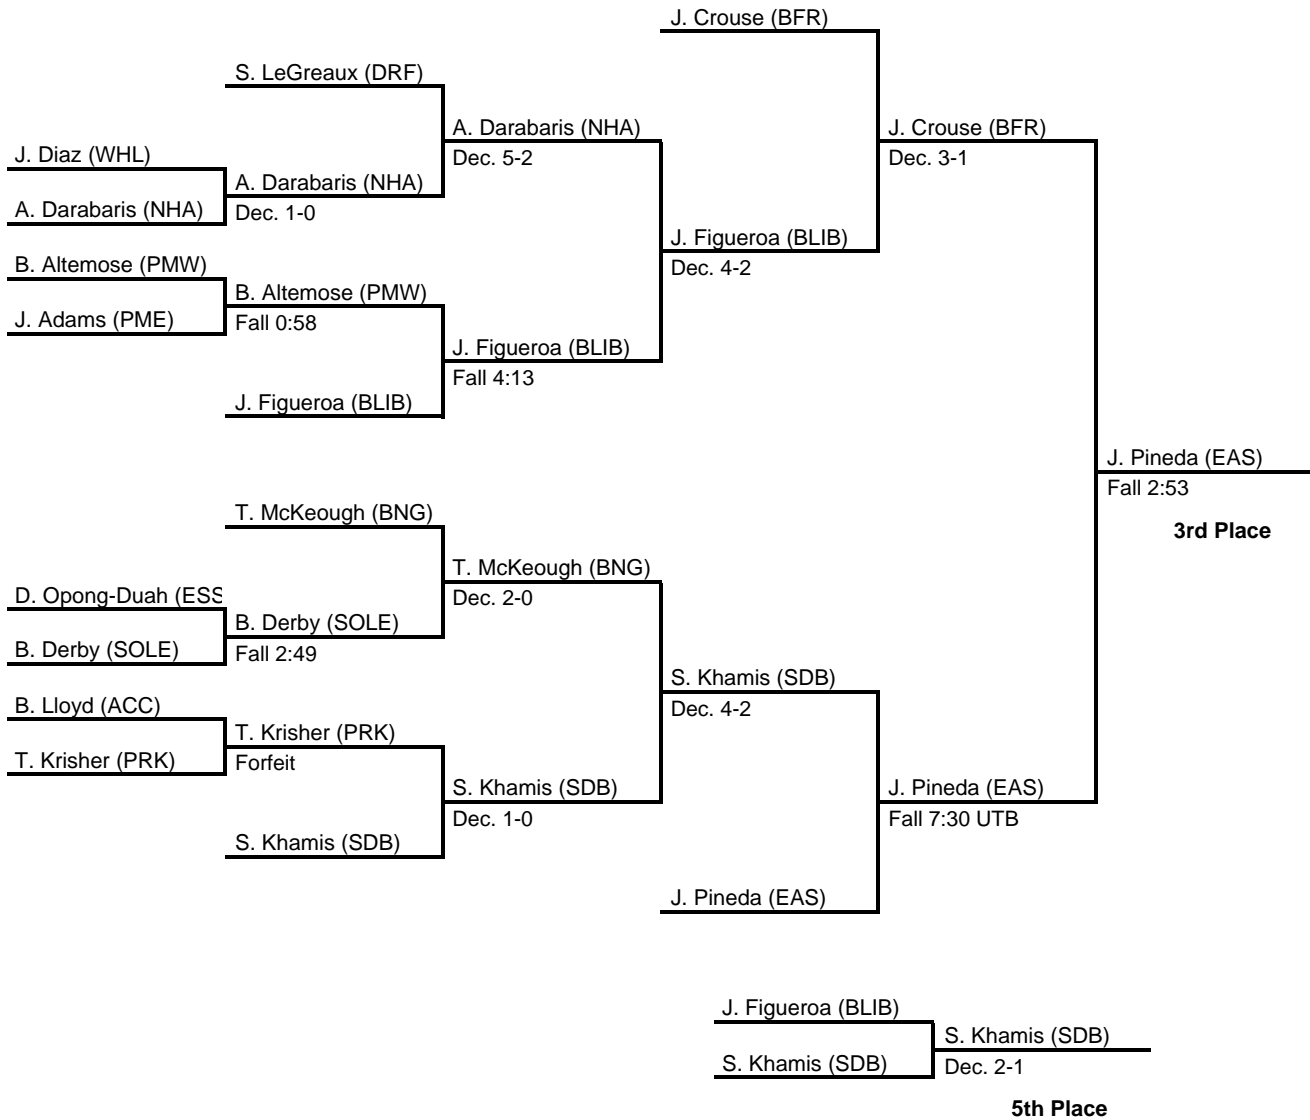 J. Crouse (BFR)
S. LeGreaux (DRF)
A. Darabaris (NHA)
J. Crouse (BFR)
J. Diaz (WHL)
Dec. 5-2
Dec. 3-1
A. Darabaris (NHA)
A. Darabaris (NHA)
Dec. 1-0
J. Figueroa (BLIB)
B. Altemose (PMW)
Dec. 4-2
B. Altemose (PMW)
J. Adams (PME)
Fall 0:58
J. Figueroa (BLIB)
Fall 4:13
J. Figueroa (BLIB)
J. Pineda (EAS)
Fall 2:53
T. McKeough (BNG)
3rd Place
T. McKeough (BNG)
D. Opong-Duah (ESS
Dec. 2-0
B. Derby (SOLE)
B. Derby (SOLE)
Fall 2:49
S. Khamis (SDB)
B. Lloyd (ACC)
Dec. 4-2
T. Krisher (PRK)
T. Krisher (PRK)
Forfeit
S. Khamis (SDB)
J. Pineda (EAS)
Dec. 1-0
Fall 7:30 UTB
S. Khamis (SDB)
J. Pineda (EAS)
J. Figueroa (BLIB)
S. Khamis (SDB)
S. Khamis (SDB)
Dec. 2-1
5th Place